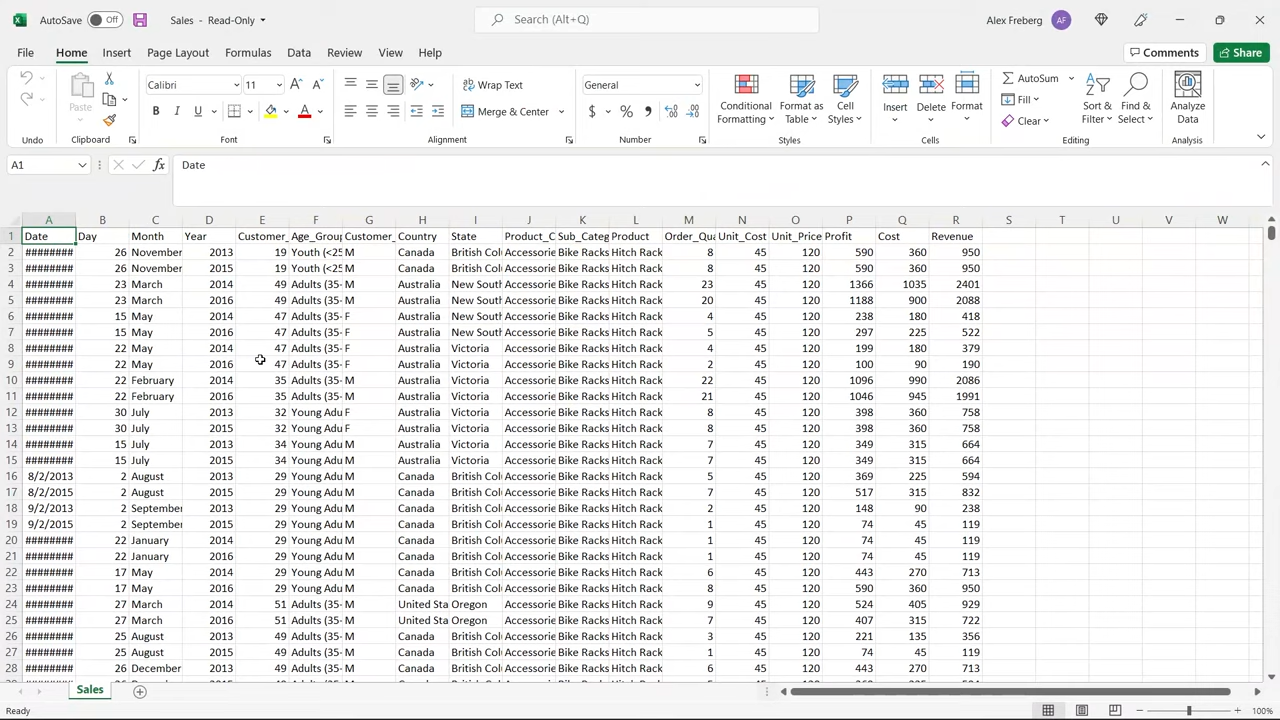 AutoSave Off Sales - Read-Only Search (Alt+Q) Alex Freberg AF
File Home Insert Page Layout Formulas Data Review View Help Comments Share
Calibri 11 Wrap Text General AutoSum
Paste Merge & Center Conditional Formatting Format as Table Cell Styles Insert Delete Format Fill Clear Sort & Filter Find & Select Analyze Data
Undo Clipboard Font Alignment Number Styles Cells Editing Analysis
A1 fx Date
A B C D E F G H I J K L M N O P Q R S T U V W
1 Date Day Month Year Customer_ Age_Group Customer_ Country State Product_C Sub_Categ Product Order_Qua Unit_Cost Unit_Price Profit Cost Revenue
2 ######## 26 November 2013 19 Youth (<25 M Canada British Colu Accessorie Bike Racks Hitch Rack 8 45 120 590 360 950
3 ######## 26 November 2015 19 Youth (<25 M Canada British Colu Accessorie Bike Racks Hitch Rack 8 45 120 590 360 950
4 ######## 23 March 2014 49 Adults (35- M Australia New South Accessorie Bike Racks Hitch Rack 23 45 120 1366 1035 2401
5 ######## 23 March 2016 49 Adults (35- M Australia New South Accessorie Bike Racks Hitch Rack 20 45 120 1188 900 2088
6 ######## 15 May 2014 47 Adults (35- F Australia New South Accessorie Bike Racks Hitch Rack 4 45 120 238 180 418
7 ######## 15 May 2016 47 Adults (35- F Australia New South Accessorie Bike Racks Hitch Rack 5 45 120 297 225 522
8 ######## 22 May 2014 47 Adults (35- F Australia Victoria Accessorie Bike Racks Hitch Rack 4 45 120 199 180 379
9 ######## 22 May 2016 47 Adults (35- F Australia Victoria Accessorie Bike Racks Hitch Rack 2 45 120 100 90 190
10 ######## 22 February 2014 35 Adults (35- M Australia Victoria Accessorie Bike Racks Hitch Rack 22 45 120 1096 990 2086
11 ######## 22 February 2016 35 Adults (35- M Australia Victoria Accessorie Bike Racks Hitch Rack 21 45 120 1046 945 1991
12 ######## 30 July 2013 32 Young Adu F Australia Victoria Accessorie Bike Racks Hitch Rack 8 45 120 398 360 758
13 ######## 30 July 2015 32 Young Adu F Australia Victoria Accessorie Bike Racks Hitch Rack 8 45 120 398 360 758
14 ######## 15 July 2013 34 Young Adu M Australia Victoria Accessorie Bike Racks Hitch Rack 7 45 120 349 315 664
15 ######## 15 July 2015 34 Young Adu M Australia Victoria Accessorie Bike Racks Hitch Rack 7 45 120 349 315 664
16 8/2/2013 2 August 2013 29 Young Adu M Canada British Colu Accessorie Bike Racks Hitch Rack 5 45 120 369 225 594
17 8/2/2015 2 August 2015 29 Young Adu M Canada British Colu Accessorie Bike Racks Hitch Rack 7 45 120 517 315 832
18 9/2/2013 2 September 2013 29 Young Adu M Canada British Colu Accessorie Bike Racks Hitch Rack 2 45 120 148 90 238
19 9/2/2015 2 September 2015 29 Young Adu M Canada British Colu Accessorie Bike Racks Hitch Rack 1 45 120 74 45 119
20 ######## 22 January 2014 29 Young Adu M Canada British Colu Accessorie Bike Racks Hitch Rack 1 45 120 74 45 119
21 ######## 22 January 2016 29 Young Adu M Canada British Colu Accessorie Bike Racks Hitch Rack 1 45 120 74 45 119
22 ######## 17 May 2014 29 Young Adu M Canada British Colu Accessorie Bike Racks Hitch Rack 6 45 120 443 270 713
23 ######## 17 May 2016 29 Young Adu M Canada British Colu Accessorie Bike Racks Hitch Rack 8 45 120 590 360 950
24 ######## 27 March 2014 51 Adults (35- M United Sta Oregon Accessorie Bike Racks Hitch Rack 9 45 120 524 405 929
25 ######## 27 March 2016 51 Adults (35- M United Sta Oregon Accessorie Bike Racks Hitch Rack 7 45 120 407 315 722
26 ######## 25 August 2013 49 Adults (35- M Canada British Colu Accessorie Bike Racks Hitch Rack 3 45 120 221 135 356
27 ######## 25 August 2015 49 Adults (35- M Canada British Colu Accessorie Bike Racks Hitch Rack 1 45 120 74 45 119
28 ######## 26 December 2013 49 Adults (35- M Canada British Colu Accessorie Bike Racks Hitch Rack 6 45 120 443 270 713
Sales
Ready 100%